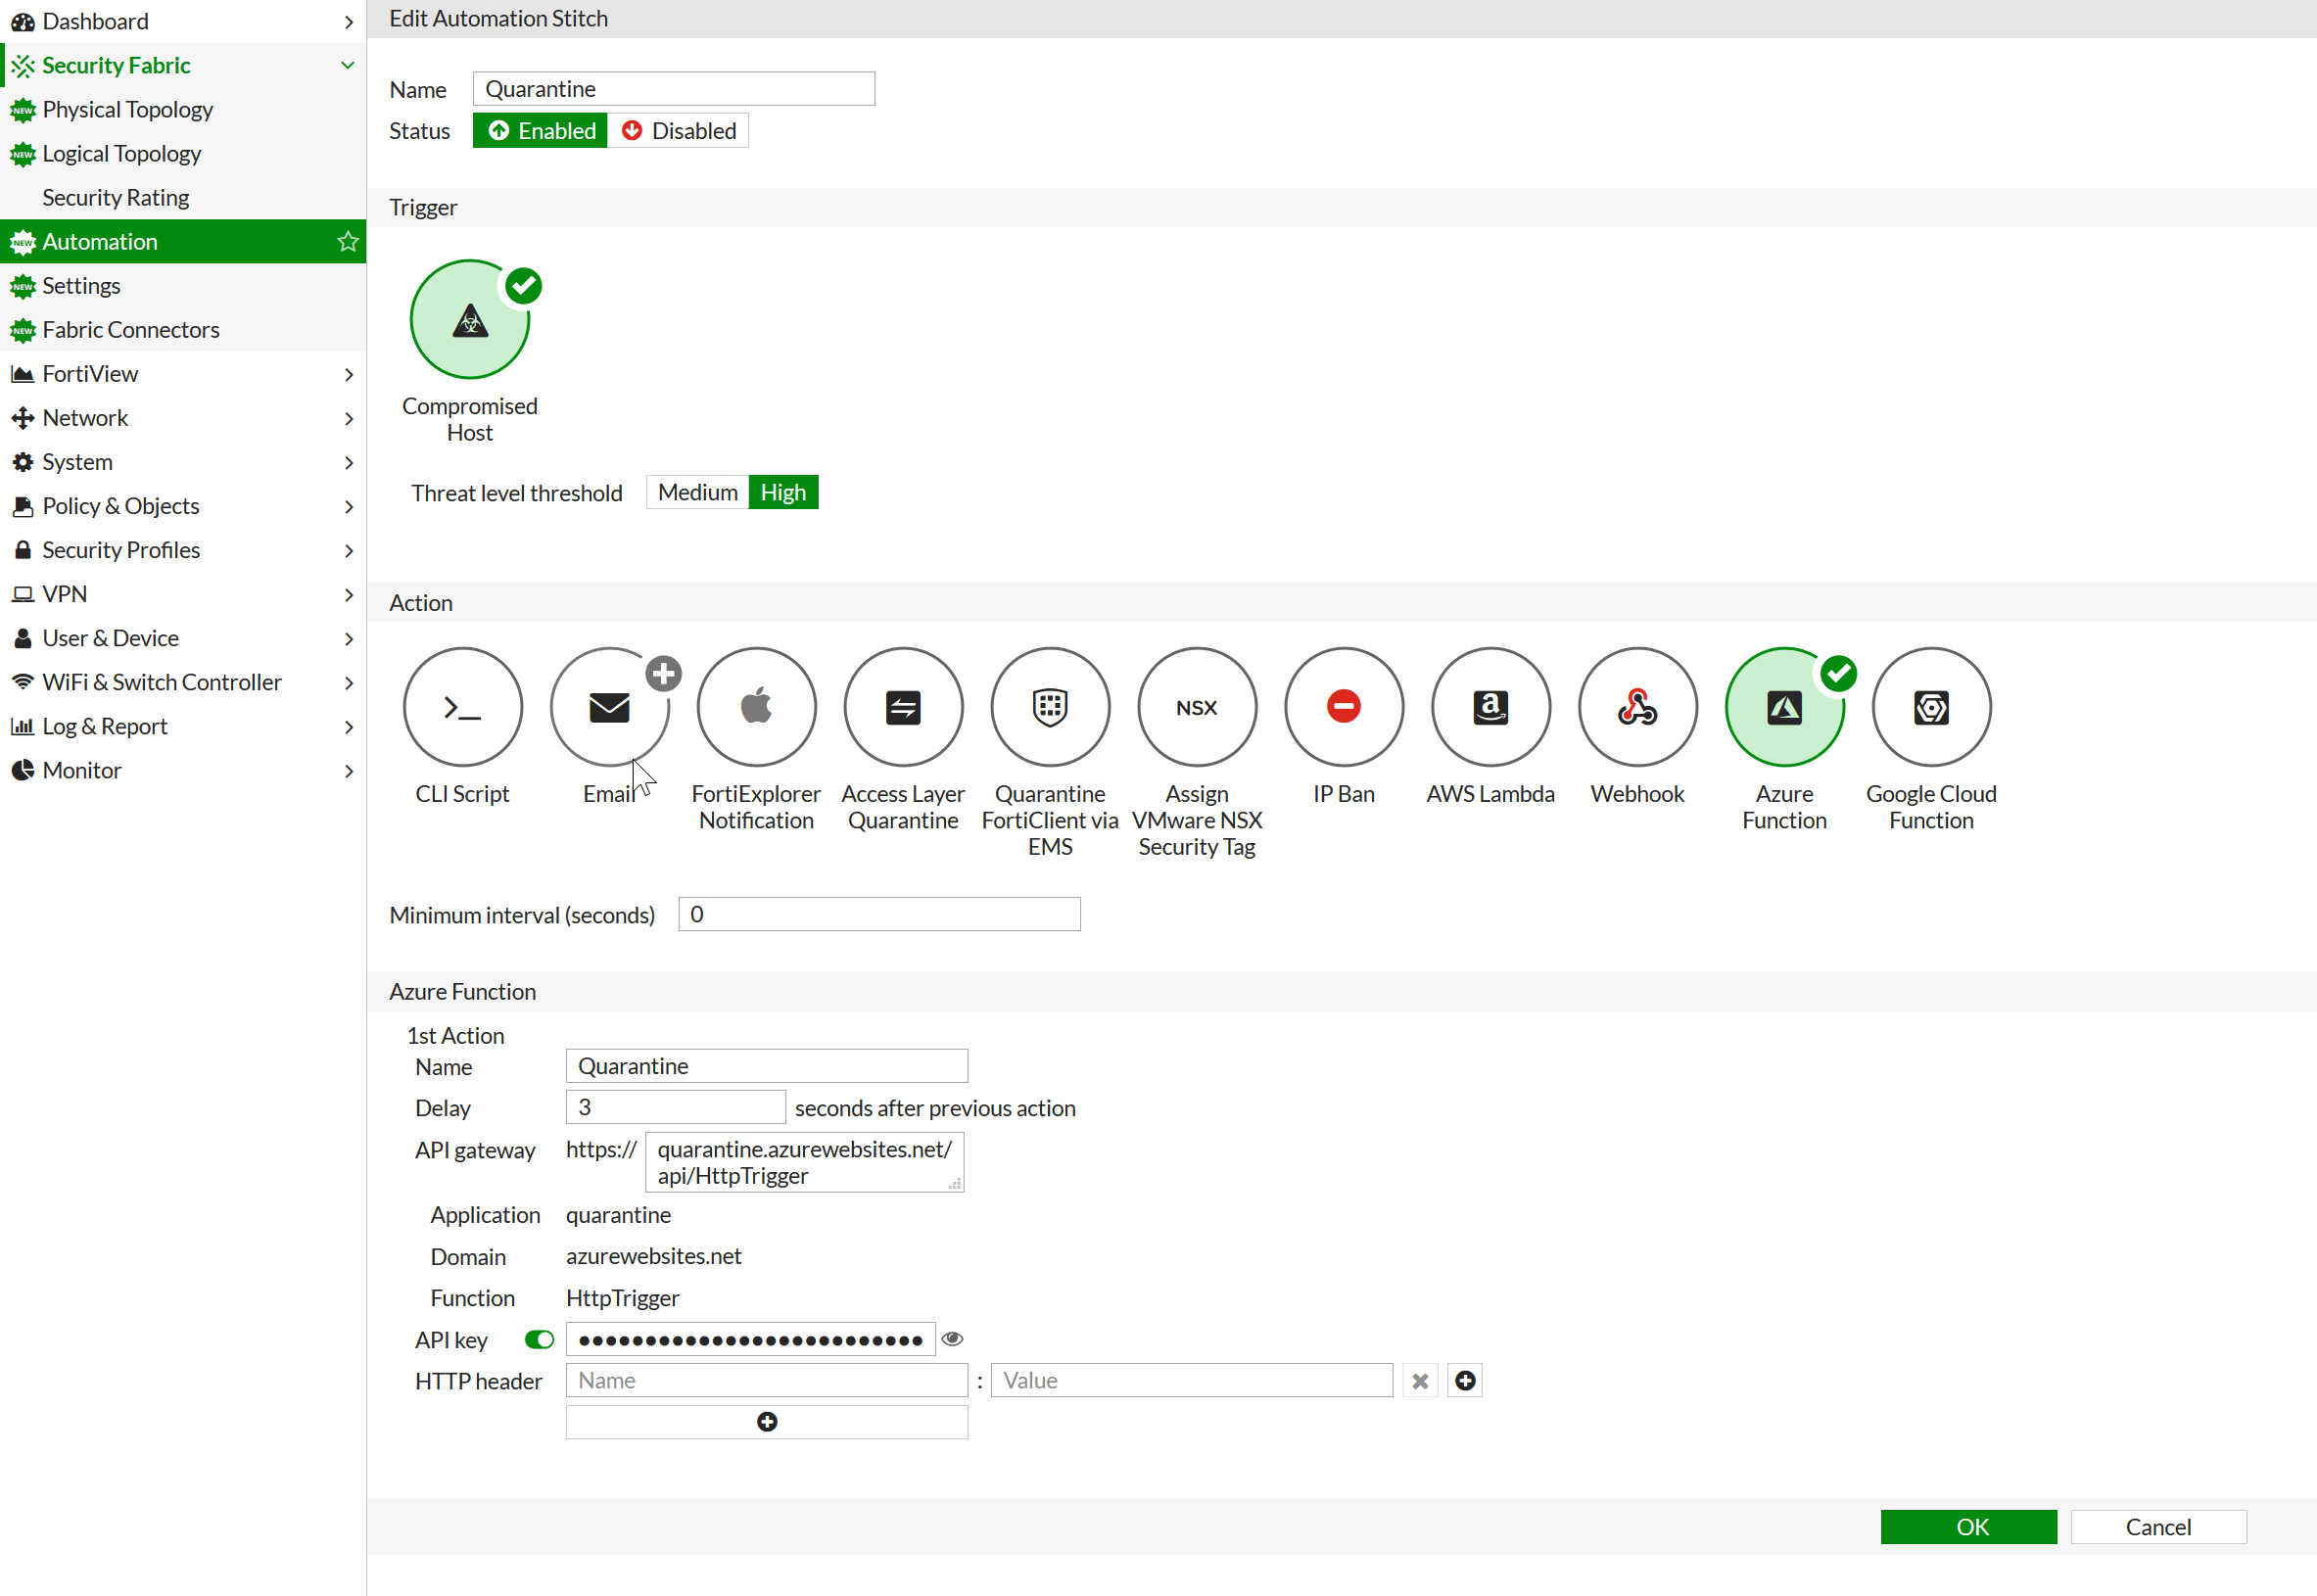 Dashboard
Security Fabric
NEW Physical Topology
NEW Logical Topology
Security Rating
NEW Automation
NEW Settings
NEW Fabric Connectors
FortiView
Network
System
Policy & Objects
Security Profiles
VPN
User & Device
WiFi & Switch Controller
Log & Report
Monitor
Edit Automation Stitch
Name Quarantine
Status Enabled Disabled
Trigger
Compromised
Host
Threat level threshold Medium High
Action
CLI Script
Email
FortiExplorer
Notification
Access Layer
Quarantine
Quarantine
FortiClient via
EMS
NSX
Assign
VMware NSX
Security Tag
IP Ban
AWS Lambda
Webhook
Azure
Function
Google Cloud
Function
Minimum interval (seconds) 0
Azure Function
1st Action
Name Quarantine
Delay 3 seconds after previous action
API gateway https:// quarantine.azurewebsites.net/
api/HttpTrigger
Application quarantine
Domain azurewebsites.net
Function HttpTrigger
API key ●●●●●●●●●●●●●●●●●●●●●●●●●●
HTTP header Name : Value
OK Cancel